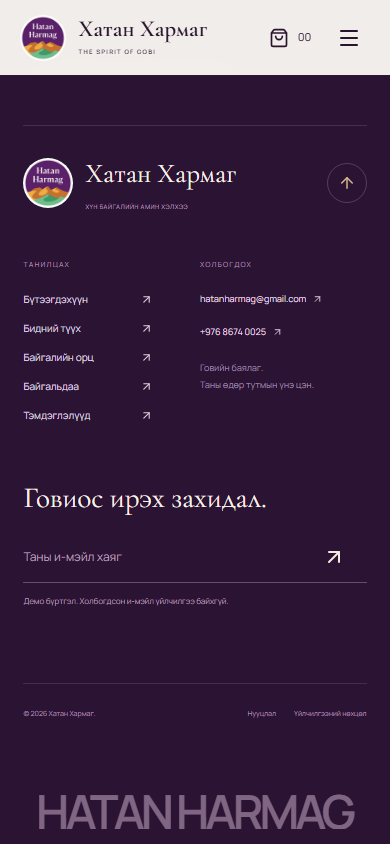 Hatan
Harmag
Хатан Хармаг
THE SPIRIT OF GOBI
00
Hatan
Harmag
Хатан Хармаг
ХҮН БАЙГАЛИЙН АМИН ХЭЛХЭЭ
ТАНИЛЦАХ
Бүтээгдэхүүн
Бидний түүх
Байгалийн орц
Байгальдаа
Тэмдэглэлүүд
ХОЛБОГДОХ
hatanharmag@gmail.com
+976 8674 0025
Говийн баялаг.
Таны өдөр тутмын үнэ цэн.
Говиос ирэх захидал.
Таны и-мэйл хаяг
Демо бүртгэл. Холбогдсон и-мэйл үйлчилгээ байхгүй.
© 2026 Хатан Хармаг.
Нууцлал
Үйлчилгээний нөхцөл
HATAN HARMAG